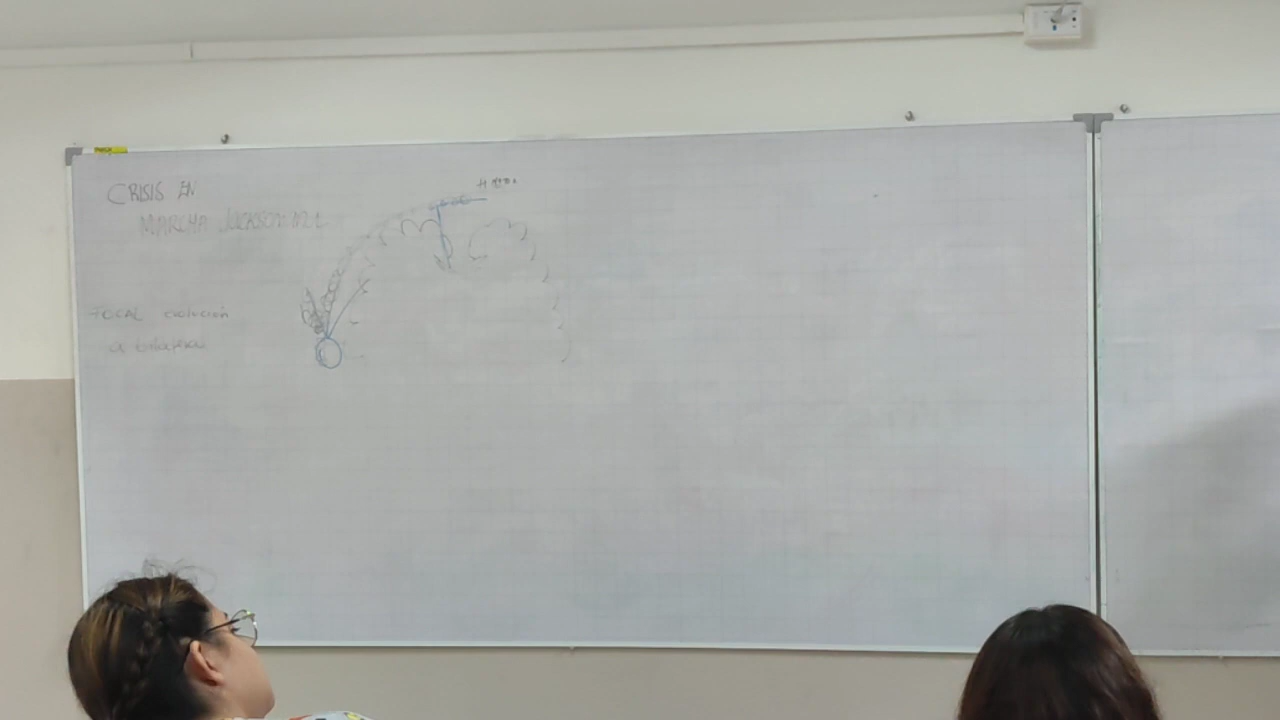 CRISIS EN
MARCHA JACKSONIANA
FOCAL evolución
a bilateral